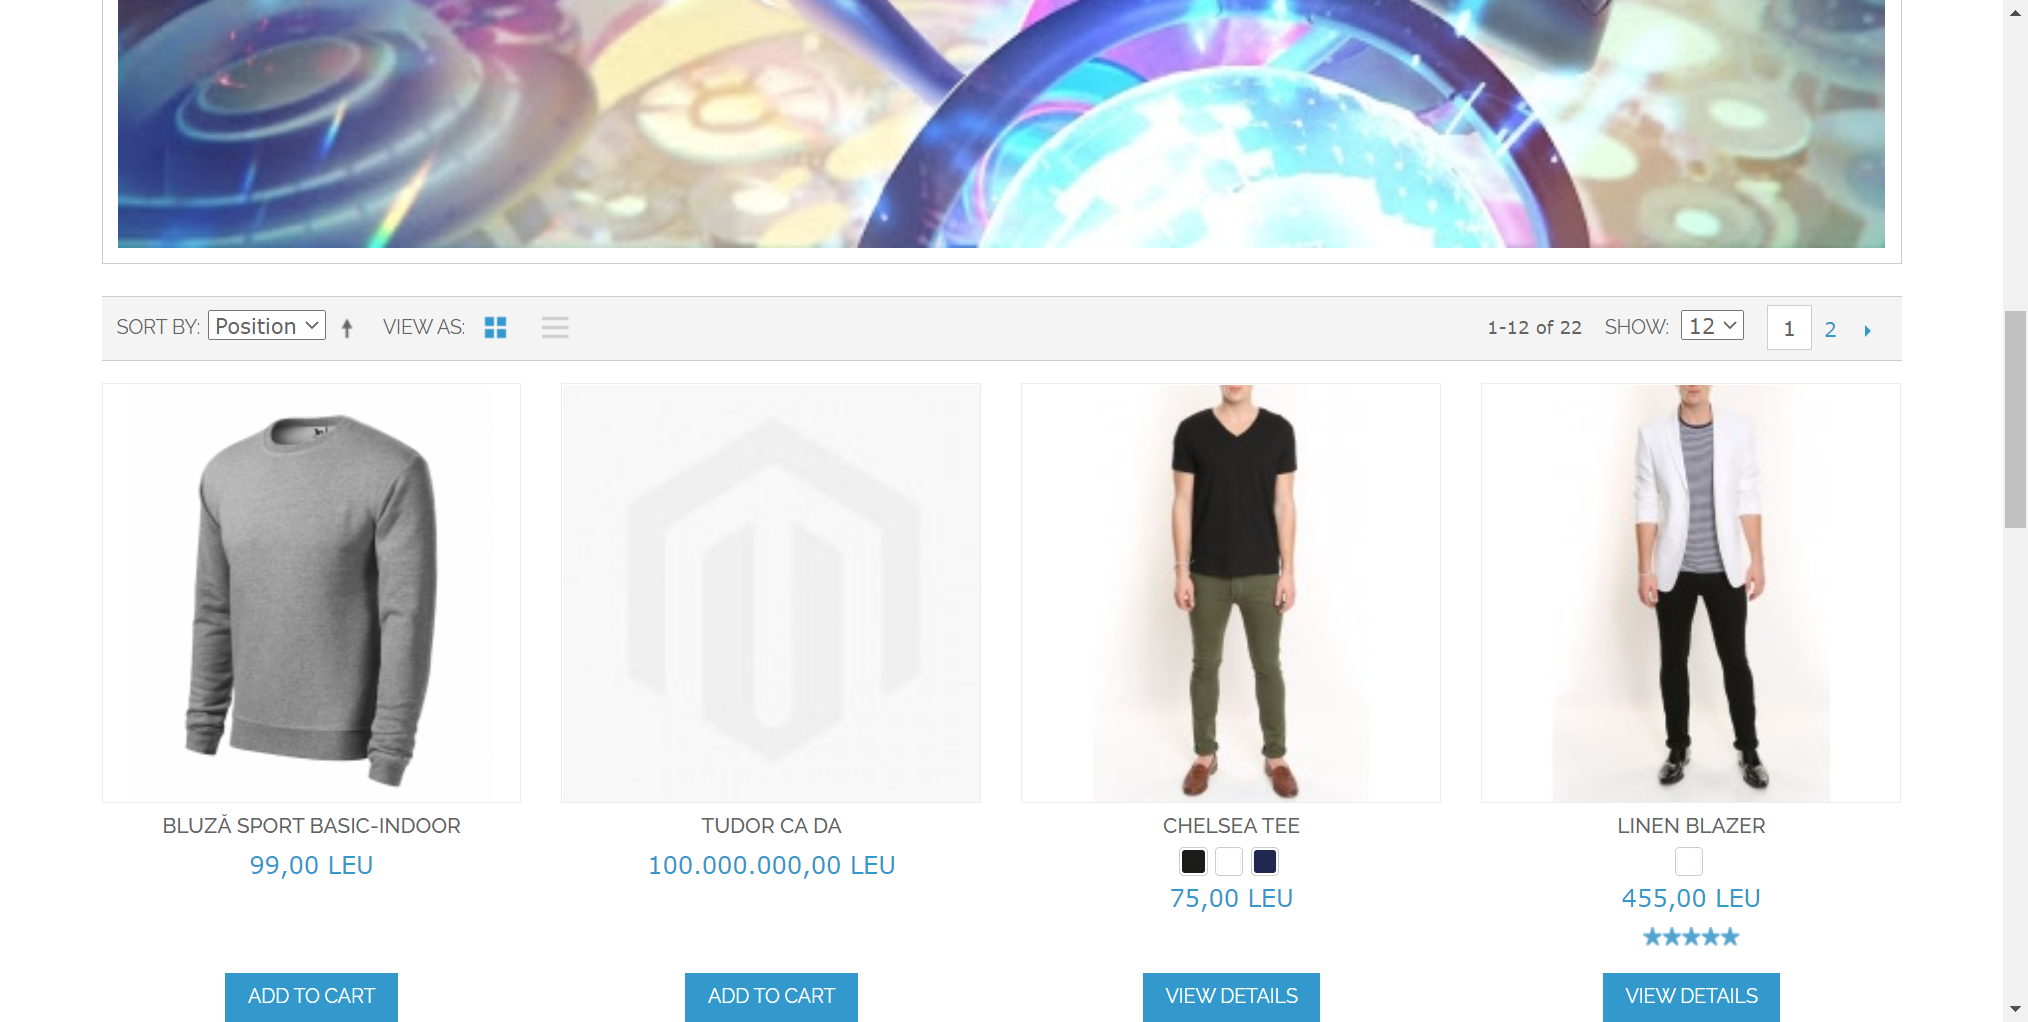 SORT BY: Position VIEW AS: 1-12 of 22 SHOW: 12 1 2
BLUZĂ SPORT BASIC-INDOOR
99,00 LEU
ADD TO CART
TUDOR CA DA
100.000.000,00 LEU
ADD TO CART
CHELSEA TEE
75,00 LEU
VIEW DETAILS
LINEN BLAZER
455,00 LEU
VIEW DETAILS